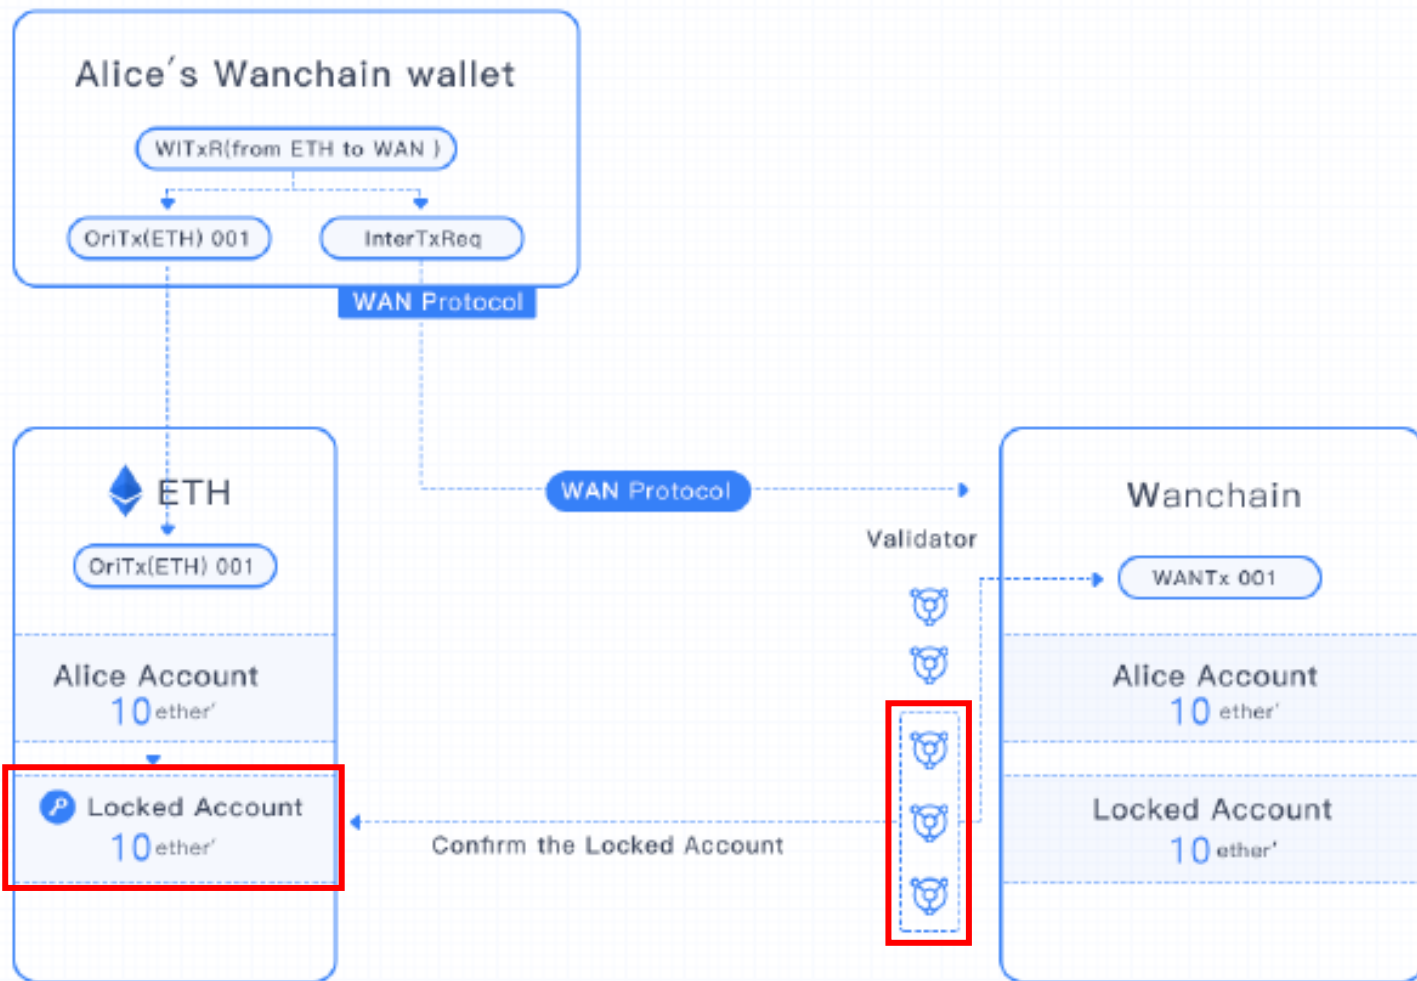 Alice's Wanchain wallet
WITxR(from ETH to WAN )
OriTx(ETH) 001
InterTxReq
WAN Protocol
ETH
OriTx(ETH) 001
Alice Account
10 ether'
Locked Account
10 ether'
WAN Protocol
Validator
Confirm the Locked Account
Wanchain
WANTx 001
Alice Account
10 ether'
Locked Account
10 ether'